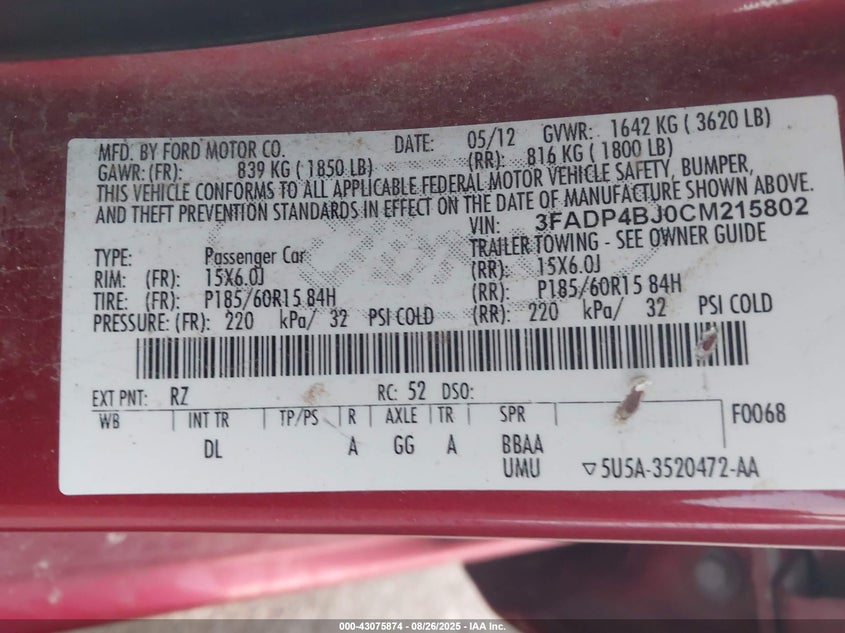 MFD. BY FORD MOTOR CO. DATE: 05/12 GVWR: 1642 KG ( 3620 LB)
GAWR: (FR): 839 KG ( 1850 LB) (RR): 816 KG ( 1800 LB)
THIS VEHICLE CONFORMS TO ALL APPLICABLE FEDERAL MOTOR VEHICLE SAFETY, BUMPER,
AND THEFT PREVENTION STANDARDS IN EFFECT ON THE DATE OF MANUFACTURE SHOWN ABOVE.
VIN: 3FADP4BJ0CM215802
TYPE: Passenger Car TRAILER TOWING - SEE OWNER GUIDE
RIM: (FR): 15X6.0J (RR): 15X6.0J
TIRE: (FR): P185/60R15 84H (RR): P185/60R15 84H
PRESSURE: (FR): 220 kPa/ 32 PSI COLD (RR): 220 kPa/ 32 PSI COLD
EXT PNT: RZ RC: 52 DSO:
WB INT TR TP/PS R AXLE TR SPR F0068
DL A GG A BBAA
UMU ▽5U5A-3520472-AA
000-43075874 | 08/26/2025 - IAA Inc.